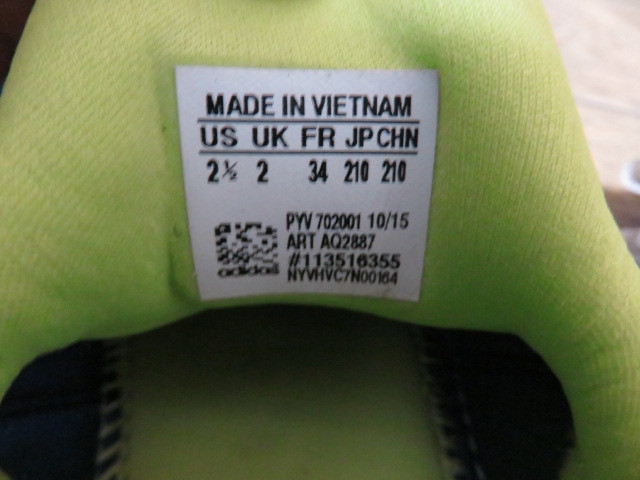 MADE IN VIETNAM
US UK FR JP CHN
2½ 2 34 210 210
PYV 702001 10/15
ART AQ2887
#113516355
adidas NYVHVC7N00164